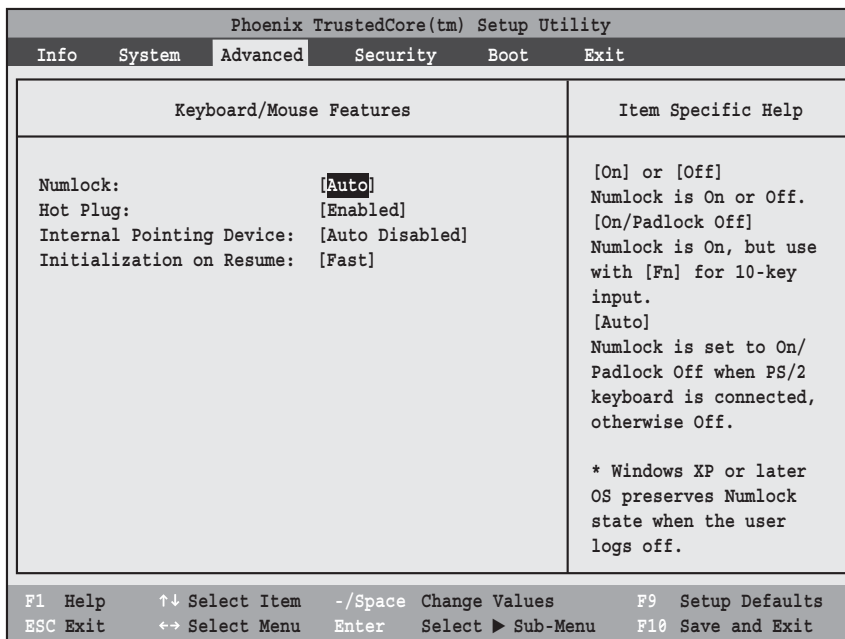 Phoenix TrustedCore(tm) Setup Utility
Info System Advanced Security Boot Exit
Keyboard/Mouse Features
Numlock: [Auto]
Hot Plug: [Enabled]
Internal Pointing Device: [Auto Disabled]
Initialization on Resume: [Fast]
Item Specific Help
[On] or [Off]
Numlock is On or Off.
[On/Padlock Off]
Numlock is On, but use
with [Fn] for 10-key
input.
[Auto]
Numlock is set to On/
Padlock Off when PS/2
keyboard is connected,
otherwise Off.
* Windows XP or later
OS preserves Numlock
state when the user
logs off.
F1 Help ↑↓ Select Item -/Space Change Values F9 Setup Defaults
ESC Exit ←→ Select Menu Enter Select ▶ Sub-Menu F10 Save and Exit